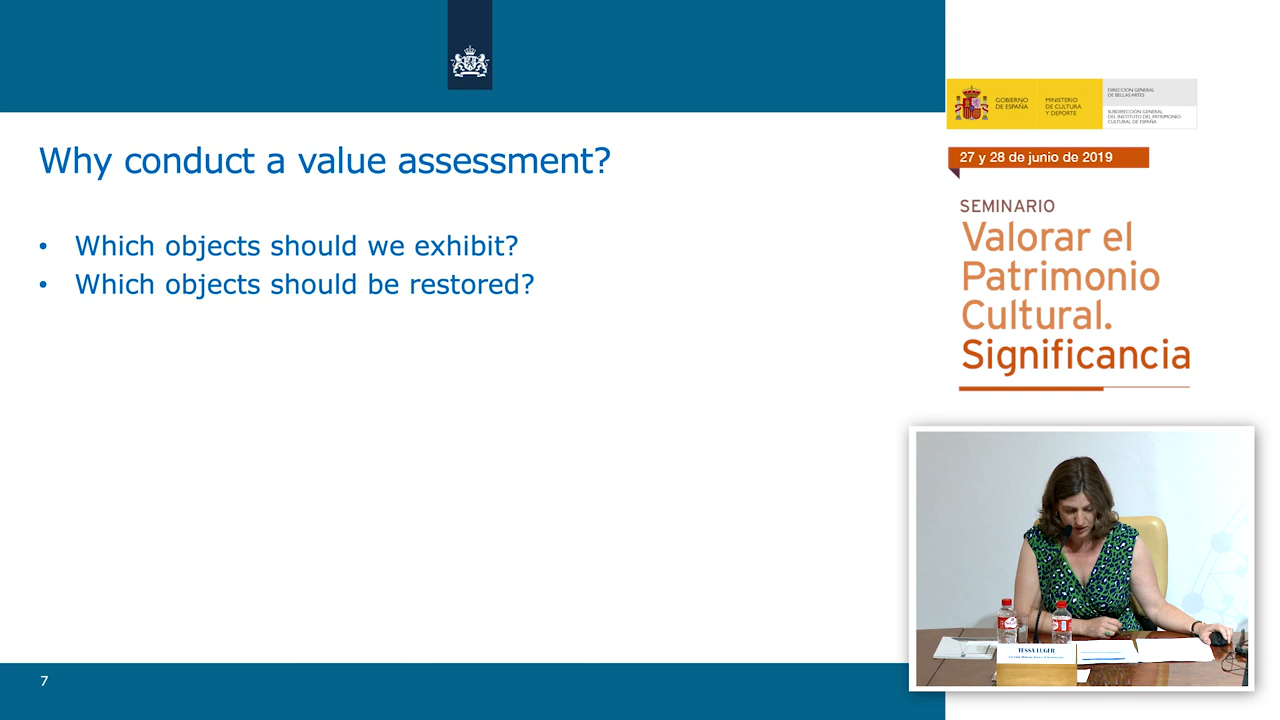 Why conduct a value assessment?
• Which objects should we exhibit?
• Which objects should be restored?
7
GOBIERNO
DE ESPAÑA
MINISTERIO
DE CULTURA
Y DEPORTE
DIRECCIÓN GENERAL
DE BELLAS ARTES
SUBDIRECCIÓN GENERAL
DEL INSTITUTO DEL PATRIMONIO
CULTURAL DE ESPAÑA
27 y 28 de junio de 2019
SEMINARIO
Valorar el
Patrimonio
Cultural.
Significancia
TESSA LUGER